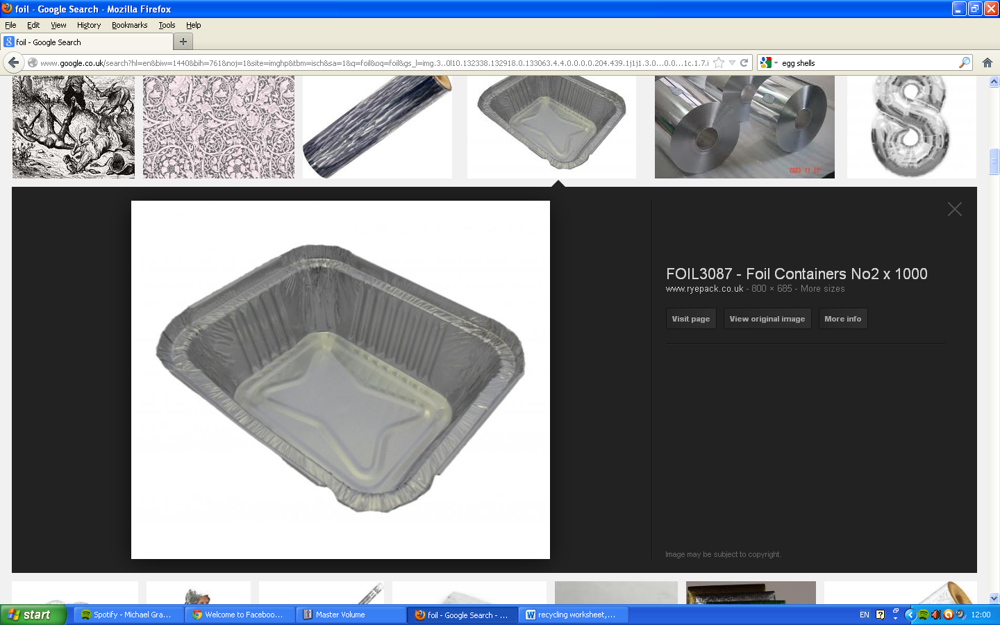 foil - Google Search - Mozilla Firefox
File Edit View History Bookmarks Tools Help
foil - Google Search
www.google.co.uk/search?hl=en&biw=1440&bih=761&noj=1&site=imghp&tbm=isch&sa=1&q=foil&oq=foil&gs_l=img.3..0l10.132338.132918.0.133063.4.4.0.0.0.0.204.439.1j1j1.3.0...0.0...1c.1.7.i
egg shells
2003 11 27
FOIL3087 - Foil Containers No2 x 1000
www.ryepack.co.uk - 800 × 685 - More sizes
Visit page View original image More info
Image may be subject to copyright.
start Spotify - Michael Gra... Welcome to Faceboo... Master Volume foil - Google Search - ... recycling worksheet,... EN 12:00